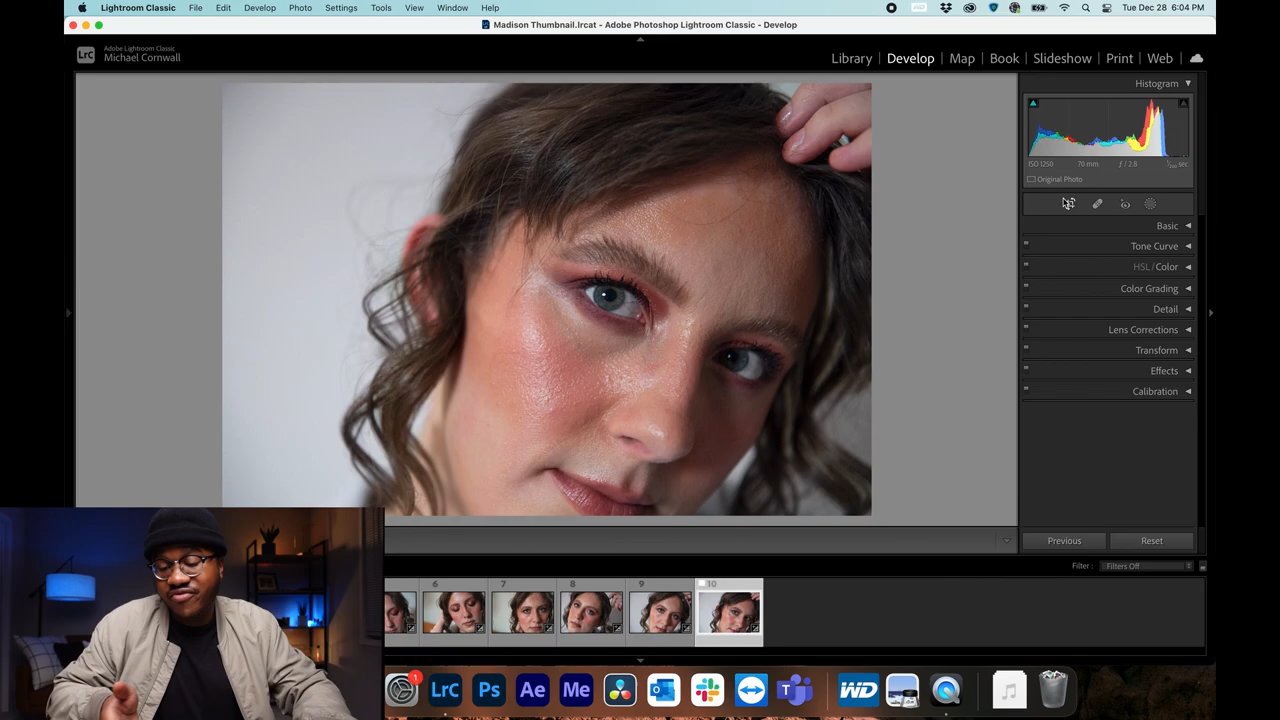 Lightroom Classic File Edit Develop Photo Settings Tools View Window Help Tue Dec 28 6:04 PM
Madison Thumbnail.lrcat - Adobe Photoshop Lightroom Classic - Develop
LrC
Adobe Lightroom Classic
Michael Cornwall
Library | Develop | Map | Book | Slideshow | Print | Web
Histogram
ISO 1250 70 mm ƒ / 2.8
Original Photo
Basic
Tone Curve
HSL / Color
Color Grading
Detail
Lens Corrections
Transform
Effects
Calibration
Previous Reset
Filter : Filters Off
6 7 8 9 10
1
LrC Ps Ae Me WD